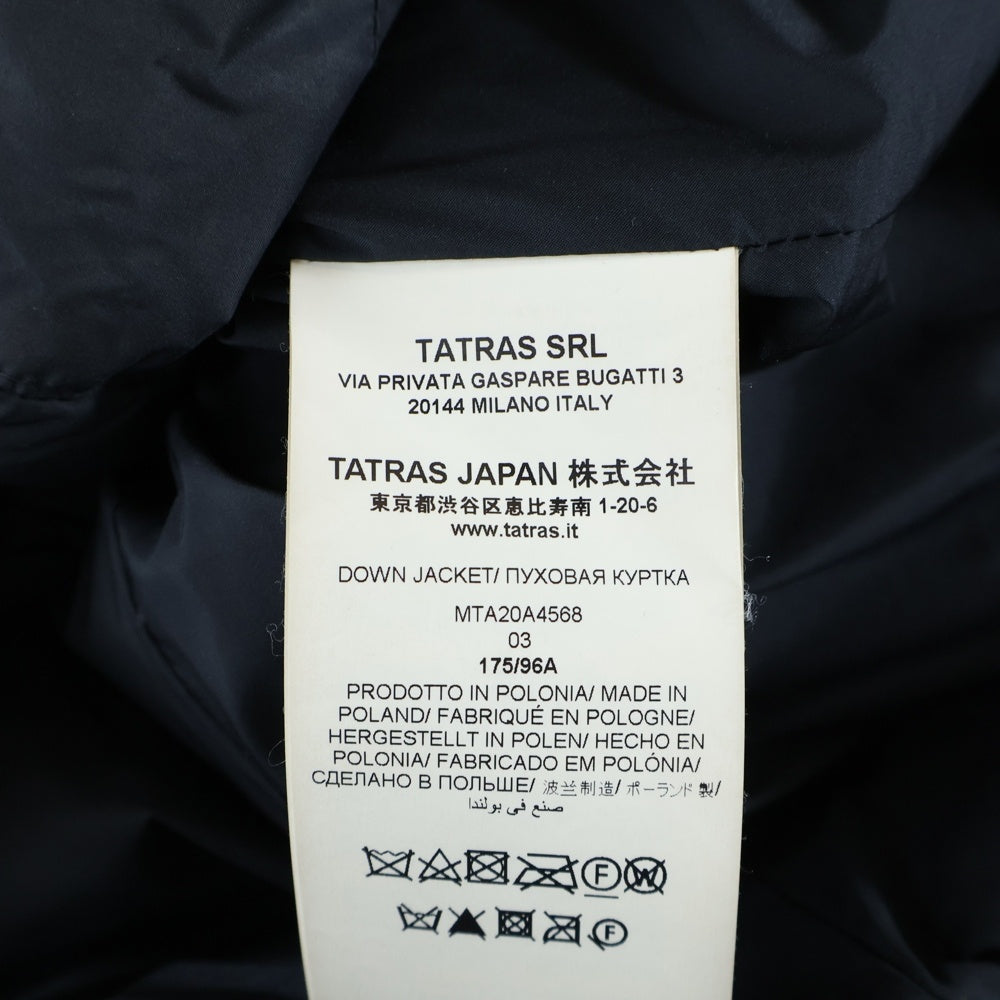 TATRAS SRL
VIA PRIVATA GASPARE BUGATTI 3
20144 MILANO ITALY
TATRAS JAPAN 株式会社
東京都渋谷区恵比寿南 1-20-6
www.tatras.it
DOWN JACKET/ ПУХОВАЯ КУРТКА
MTA20A4568
03
175/96A
PRODOTTO IN POLONIA/ MADE IN
POLAND/ FABRIQUÉ EN POLOGNE/
HERGESTELLT IN POLEN/ HECHO EN
POLONIA/ FABRICADO EM POLÓNIA/
СДЕЛАНО В ПОЛЬШЕ/ 波兰制造/ ポーランド 製/
صنع في بولندا
F W
F